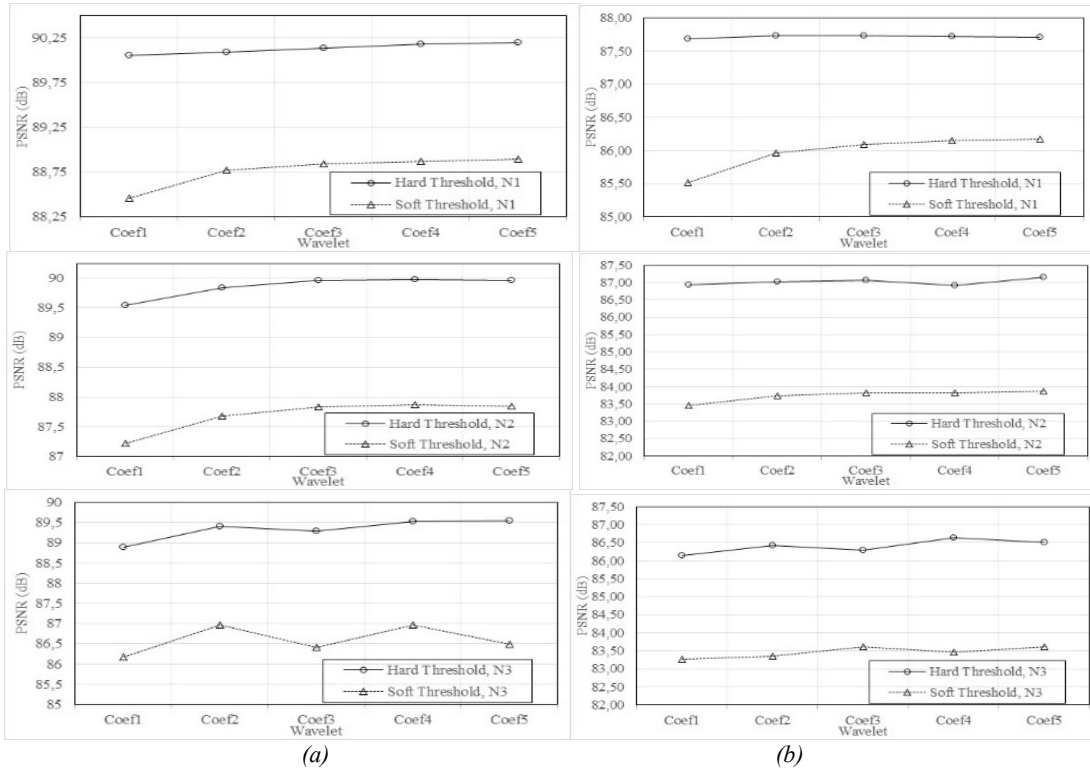 90,25
89,75
89,25
88,75
88,25
PSNR (dB)
Hard Threshold, N1
Soft Threshold, N1
Coef1 Coef2 Coef3 Coef4 Coef5
Wavelet
88,00
87,50
87,00
86,50
86,00
85,50
85,00
PSNR (dB)
Hard Threshold, N1
Soft Threshold, N1
Coef1 Coef2 Coef3 Coef4 Coef5
Wavelet
90
89,5
89
88,5
88
87,5
87
PSNR (dB)
Hard Threshold, N2
Soft Threshold, N2
Coef1 Coef2 Coef3 Coef4 Coef5
Wavelet
87,50
87,00
86,50
86,00
85,50
85,00
84,50
84,00
83,50
83,00
82,50
82,00
PSNR (dB)
Hard Threshold, N2
Soft Threshold, N2
Coef1 Coef2 Coef3 Coef4 Coef5
Wavelet
90
89,5
89
88,5
88
87,5
87
86,5
86
85,5
85
PSNR (dB)
Hard Threshold, N3
Soft Threshold, N3
Coef1 Coef2 Coef3 Coef4 Coef5
Wavelet
87,50
87,00
86,50
86,00
85,50
85,00
84,50
84,00
83,50
83,00
82,50
82,00
PSNR (dB)
Hard Threshold, N3
Soft Threshold, N3
Coef1 Coef2 Coef3 Coef4 Coef5
Wavelet
(a) (b)